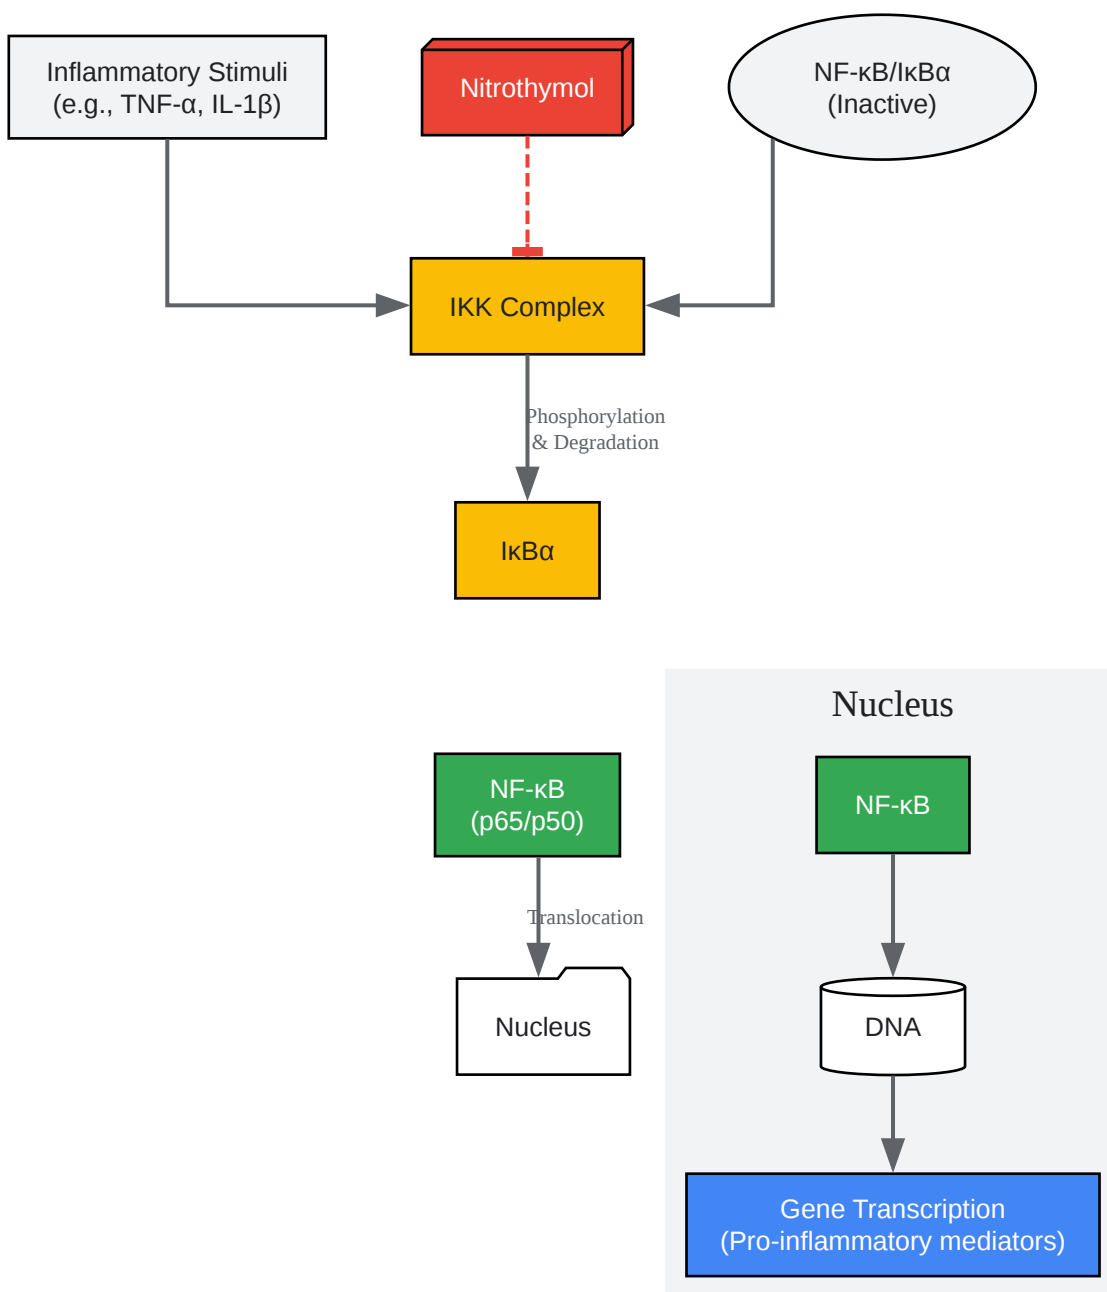 Inflammatory Stimuli
(e.g., TNF-α, IL-1β)
Nitrothymol
NF-κB/IκBα
(Inactive)
IKK Complex
Phosphorylation
& Degradation
IκBα
Nucleus
NF-κB
(p65/p50)
NF-κB
Translocation
Nucleus
DNA
Gene Transcription
(Pro-inflammatory mediators)